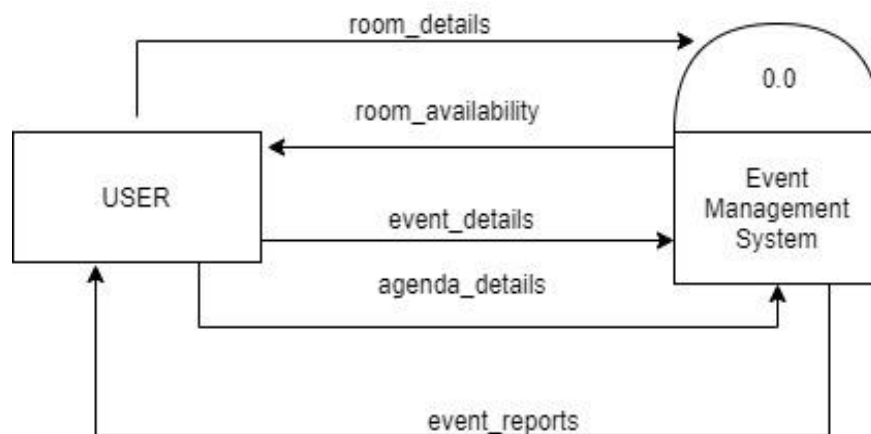 room_details
0.0
room_availability
USER
Event
Management
System
event_details
agenda_details
event_reports